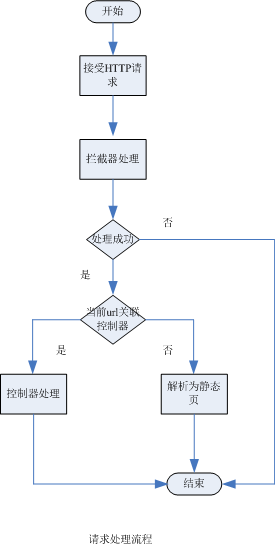 开始
接受HTTP请
求
拦截器处理
处理成功
否
是
当前url关联
控制器
是
否
控制器处理
解析为静态
页
结束
请求处理流程